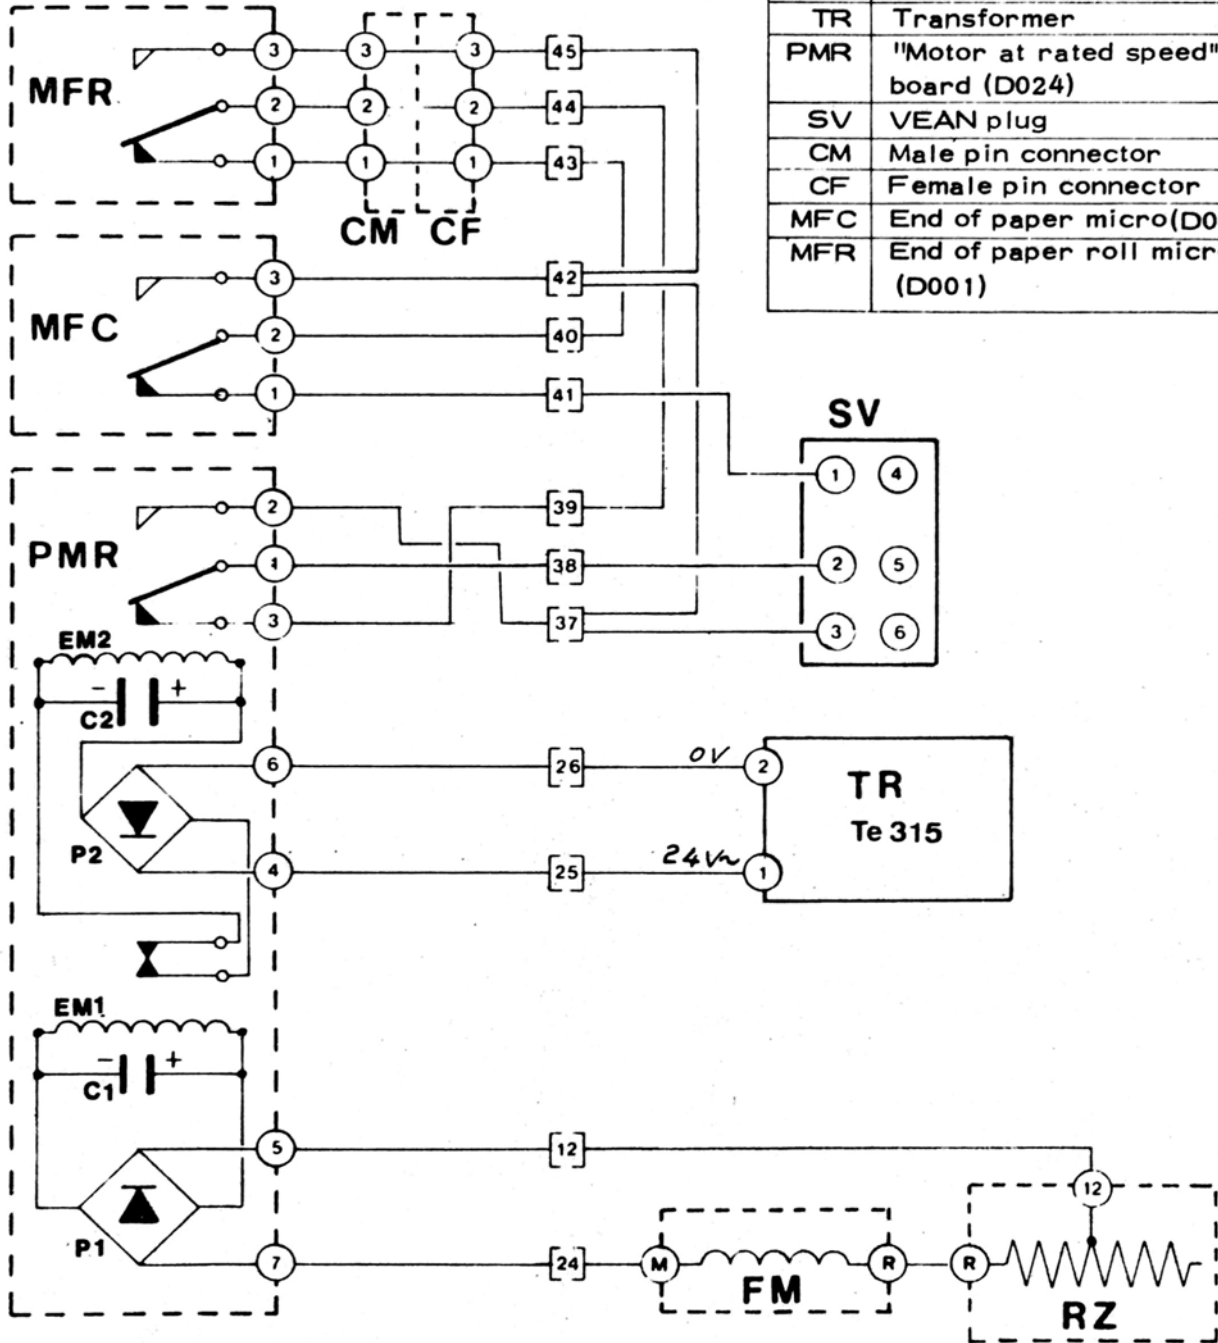 TR Transformer
PMR "Motor at rated speed"
board (D024)
SV VEAN plug
CM Male pin connector
CF Female pin connector
MFC End of paper micro(D0
MFR End of paper roll micr
(D001)
MFR
3 3 3 [45]
2 2 2 [44]
1 1 1 [43]
CM CF
MFC
3 [42]
2 [40]
1 [41]
SV
1 4
2 5
3 6
PMR
2 [39]
1 [38]
3 [37]
EM2
- +
C2
P2
6 [26] 0V 2
4 [25] 24V~ 1
TR
Te 315
EM1
- +
C1
P1
5 [12] 12
7 [24] M R R
FM
RZ